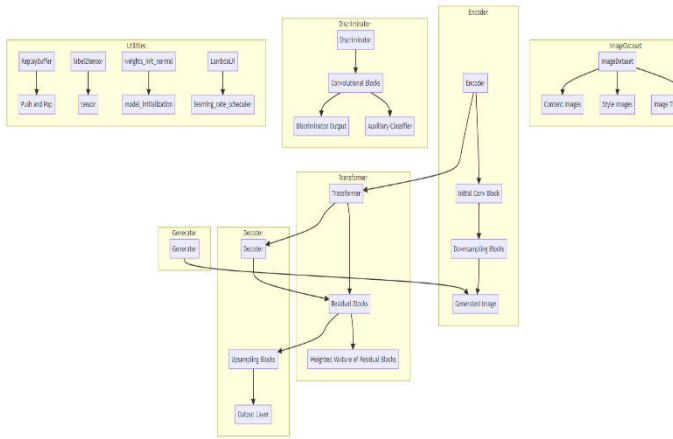 Utilities
ReplayBuffer
label2tensor
weights_init_normal
LambdaLR
Push and Pop
tensor
model_initialization
learning_rate_scheduler
Discriminator
Discriminator
Convolutional Blocks
Discriminator Output
Auxiliary Classifier
Encoder
Encoder
Initial Conv Block
Downsampling Blocks
Generated Image
ImageDataset
ImageDataset
Content Images
Style Images
Image T
Transformer
Transformer
Residual Blocks
Weighted Mixture of Residual Blocks
Generator
Generator
Decoder
Decoder
Upsampling Blocks
Output Layer